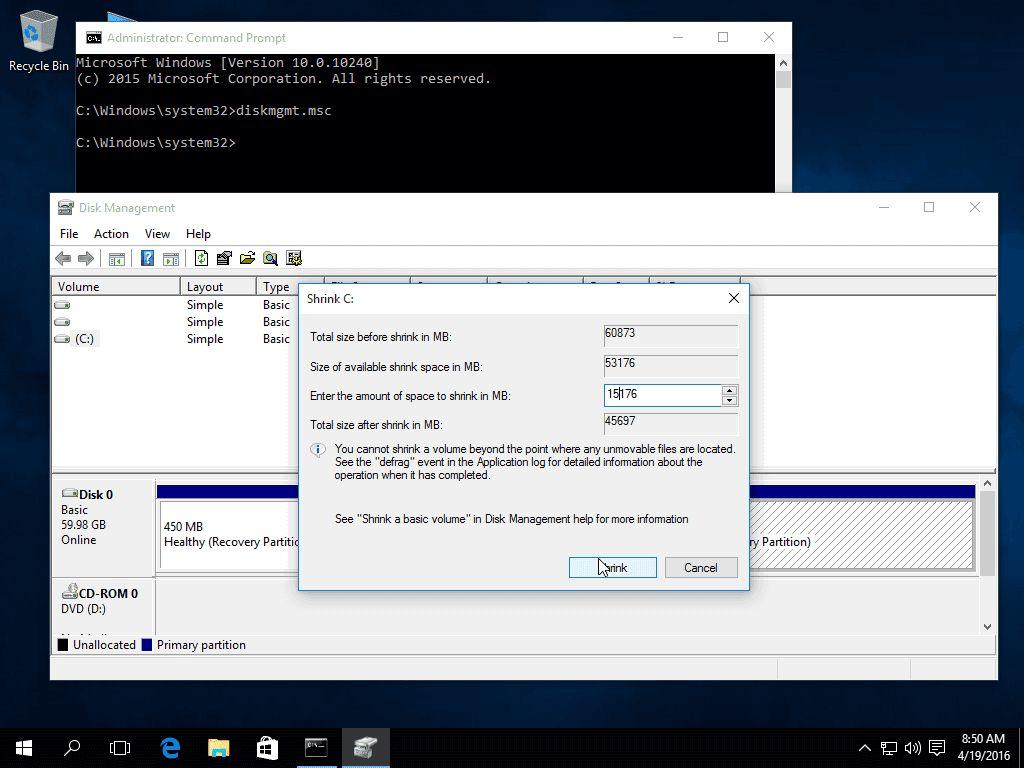 Recycle Bin
Administrator: Command Prompt
Microsoft Windows [Version 10.0.10240]
(c) 2015 Microsoft Corporation. All rights reserved.
C:\Windows\system32>diskmgmt.msc
C:\Windows\system32>
Disk Management
File Action View Help
Volume Layout Type
Simple Basic
Simple Basic
(C:) Simple Basic
Shrink C:
Total size before shrink in MB: 60873
Size of available shrink space in MB: 53176
Enter the amount of space to shrink in MB: 15176
Total size after shrink in MB: 45697
You cannot shrink a volume beyond the point where any unmovable files are located.
See the "defrag" event in the Application log for detailed information about the
operation when it has completed.
See "Shrink a basic volume" in Disk Management help for more information
Cancel
Disk 0
Basic
59.98 GB
Online
450 MB
Healthy (Recovery
Partition)
CD-ROM 0
DVD (D:)
Unallocated Primary partition
8:50 AM
4/19/2016